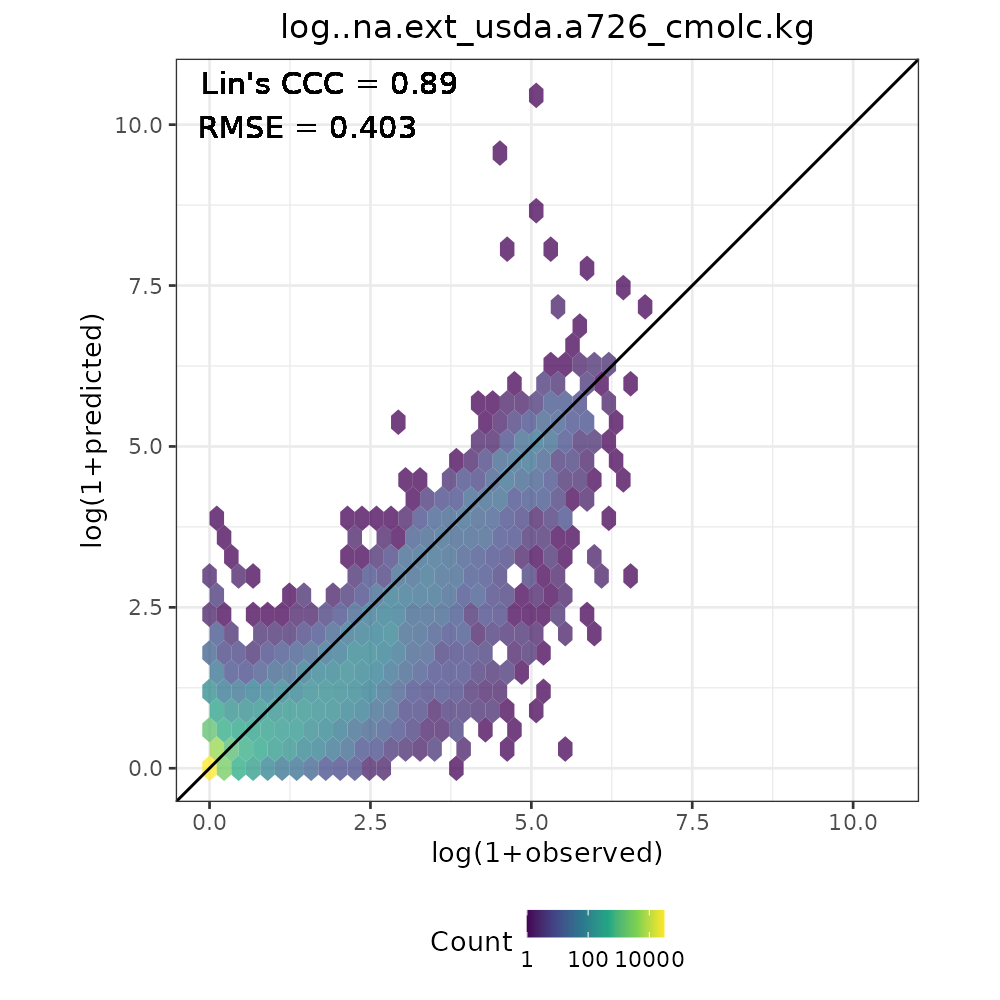 log..na.ext_usda.a726_cmolc.kg
Lin's CCC = 0.89
RMSE = 0.403
log(1+predicted)
10.0
7.5
5.0
2.5
0.0
0.0 2.5 5.0 7.5 10.0
log(1+observed)
Count
1 100 10000